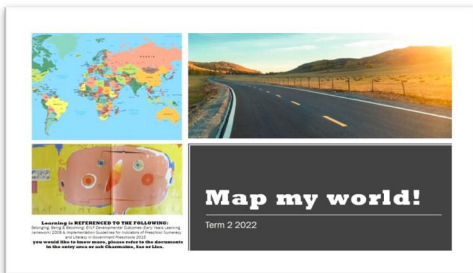 Map my world!
Term 2 2022
Learning is REFERENCED TO THE FOLLOWING:
Belonging, Being & Becoming: EYLF Developmental Outcomes (Early Years Learning
Framework) 2009 & Implementation Guidelines for Indicators of Preschool Numeracy
and Literacy in Government Preschools 2015
you would like to know more, please refer to the documents
in the entry area or ask Charmaine, Sue or Lisa.